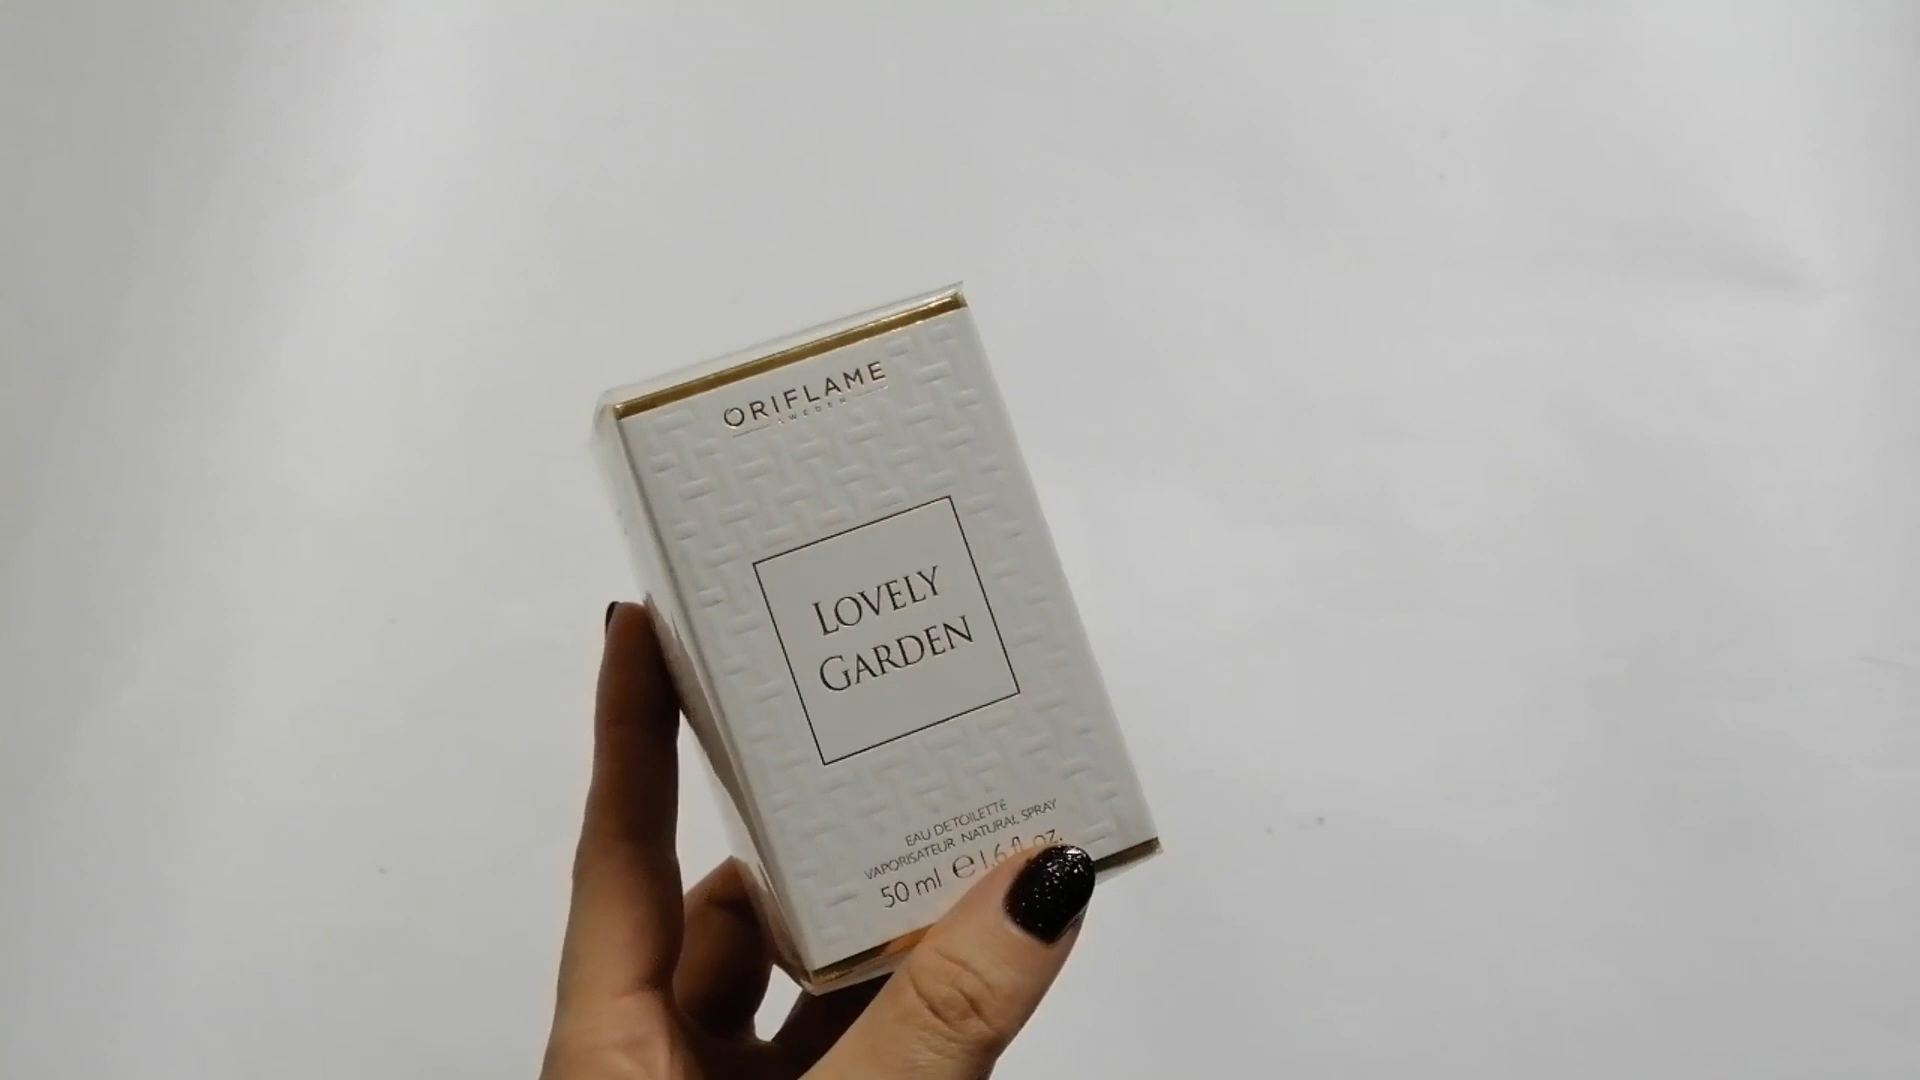 ORIFLAME
SWEDEN
LOVELY
GARDEN
EAU DE TOILETTE
VAPORISATEUR NATURAL SPRAY
50 ml ℮ 1.6 fl. oz.